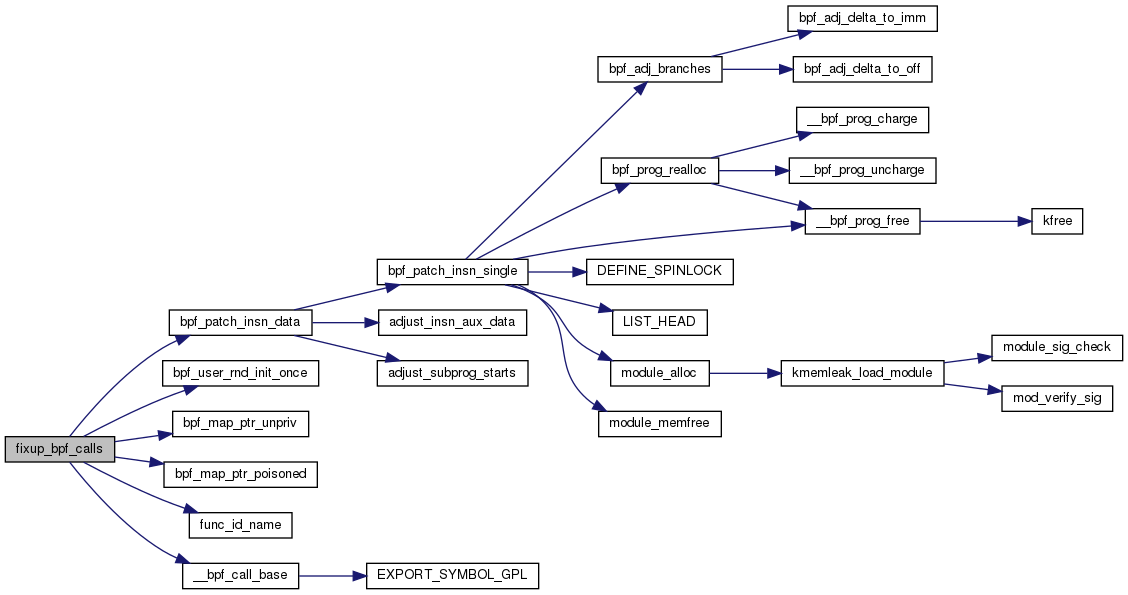 bpf_adj_delta_to_imm
bpf_adj_branches
bpf_adj_delta_to_off
__bpf_prog_charge
bpf_prog_realloc
__bpf_prog_uncharge
__bpf_prog_free
kfree
bpf_patch_insn_single
DEFINE_SPINLOCK
bpf_patch_insn_data
adjust_insn_aux_data
LIST_HEAD
module_sig_check
bpf_user_rnd_init_once
adjust_subprog_starts
module_alloc
kmemleak_load_module
mod_verify_sig
bpf_map_ptr_unpriv
module_memfree
fixup_bpf_calls
bpf_map_ptr_poisoned
func_id_name
__bpf_call_base
EXPORT_SYMBOL_GPL